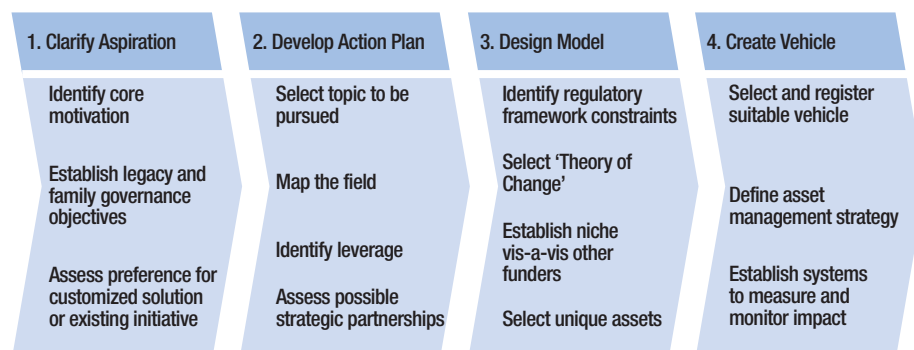 1. Clarify Aspiration
Identify core
motivation
Establish legacy and
family governance
objectives
Assess preference for
customized solution
or existing initiative
2. Develop Action Plan
Select topic to be
pursued
Map the field
Identify leverage
Assess possible
strategic partnerships
3. Design Model
Identify regulatory
framework constraints
Select ‘Theory of
Change’
Establish niche
vis-a-vis other
funders
Select unique assets
4. Create Vehicle
Select and register
suitable vehicle
Define asset
management strategy
Establish systems
to measure and
monitor impact